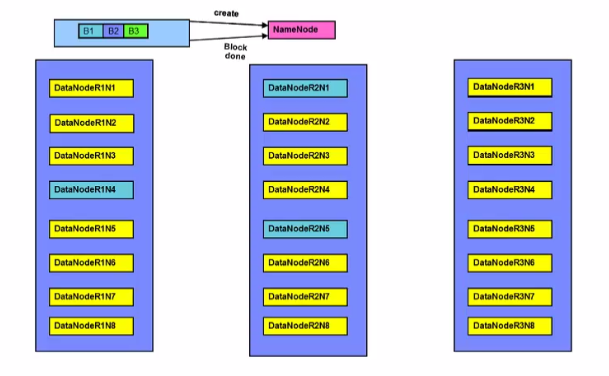 create
B1 B2 B3
NameNode
Block
done
DataNodeR1N1
DataNodeR1N2
DataNodeR1N3
DataNodeR1N4
DataNodeR1N5
DataNodeR1N6
DataNodeR1N7
DataNodeR1N8
DataNodeR2N1
DataNodeR2N2
DataNodeR2N3
DataNodeR2N4
DataNodeR2N5
DataNodeR2N6
DataNodeR2N7
DataNodeR2N8
DataNodeR3N1
DataNodeR3N2
DataNodeR3N3
DataNodeR3N4
DataNodeR3N5
DataNodeR3N6
DataNodeR3N7
DataNodeR3N8